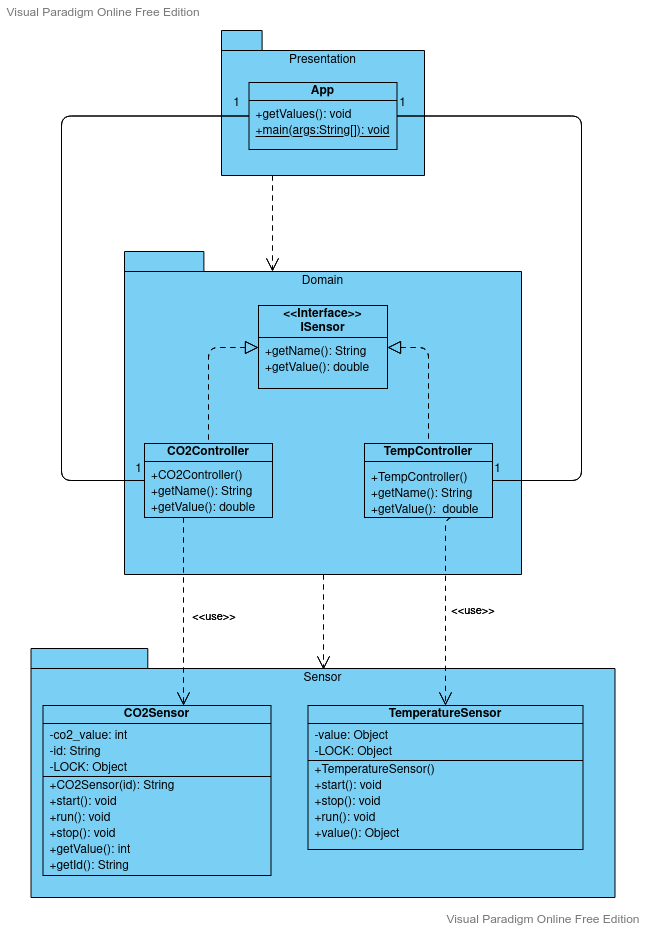 Visual Paradigm Online Free Edition
Presentation
App
1
1
+getValues(): void
+main(args:String[]): void
Domain
<<Interface>>
ISensor
+getName(): String
+getValue(): double
CO2Controller
1
+CO2Controller()
+getName(): String
+getValue(): double
TempController
1
+TempController()
+getName(): String
+getValue():  double
<<use>>
<<use>>
Sensor
CO2Sensor
-co2_value: int
-id: String
-LOCK: Object
+CO2Sensor(id): String
+start(): void
+run(): void
+stop(): void
+getValue(): int
+getId(): String
TemperatureSensor
-value: Object
-LOCK: Object
+TemperatureSensor()
+start(): void
+stop(): void
+run(): void
+value(): Object
Visual Paradigm Online Free Edition